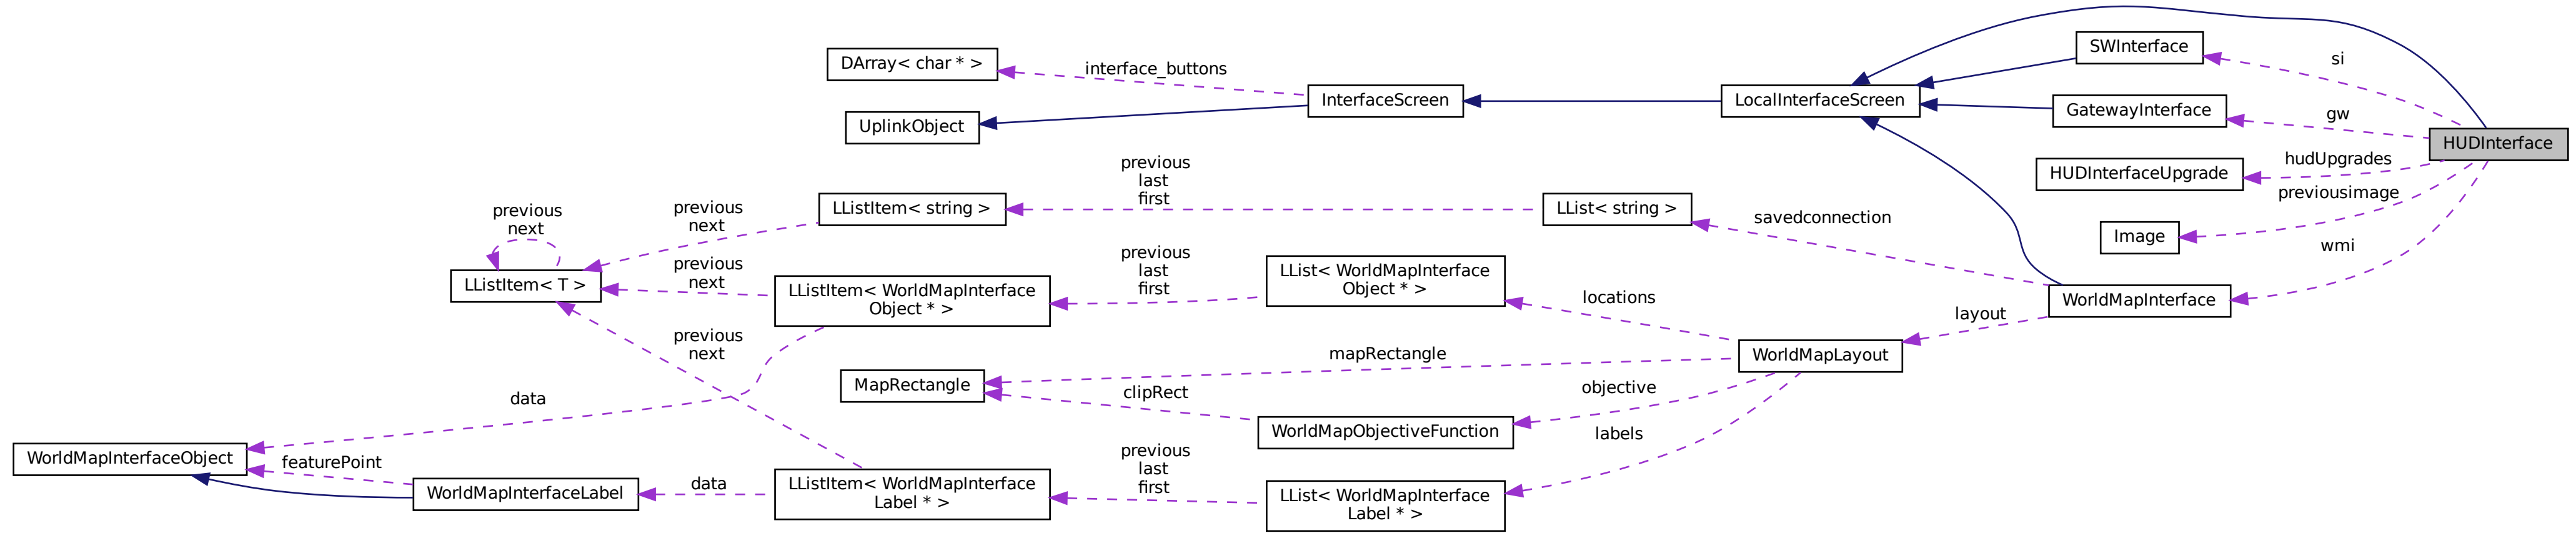 SWInterface
si
DArray< char * >
interface_buttons
InterfaceScreen
LocalInterfaceScreen
GatewayInterface
gw
UplinkObject
HUDInterface
hudUpgrades
HUDInterfaceUpgrade
previousimage
previous
last
first
LListItem< string >
LList< string >
savedconnection
Image
wmi
previous
next
previous
next
LListItem< T >
previous
next
LListItem< WorldMapInterface
Object * >
previous
last
first
LList< WorldMapInterface
Object * >
locations
WorldMapInterface
layout
previous
next
mapRectangle
WorldMapLayout
MapRectangle
clipRect
objective
data
WorldMapObjectiveFunction
labels
WorldMapInterfaceObject
featurePoint
WorldMapInterfaceLabel
data
LListItem< WorldMapInterface
Label * >
previous
last
first
LList< WorldMapInterface
Label * >